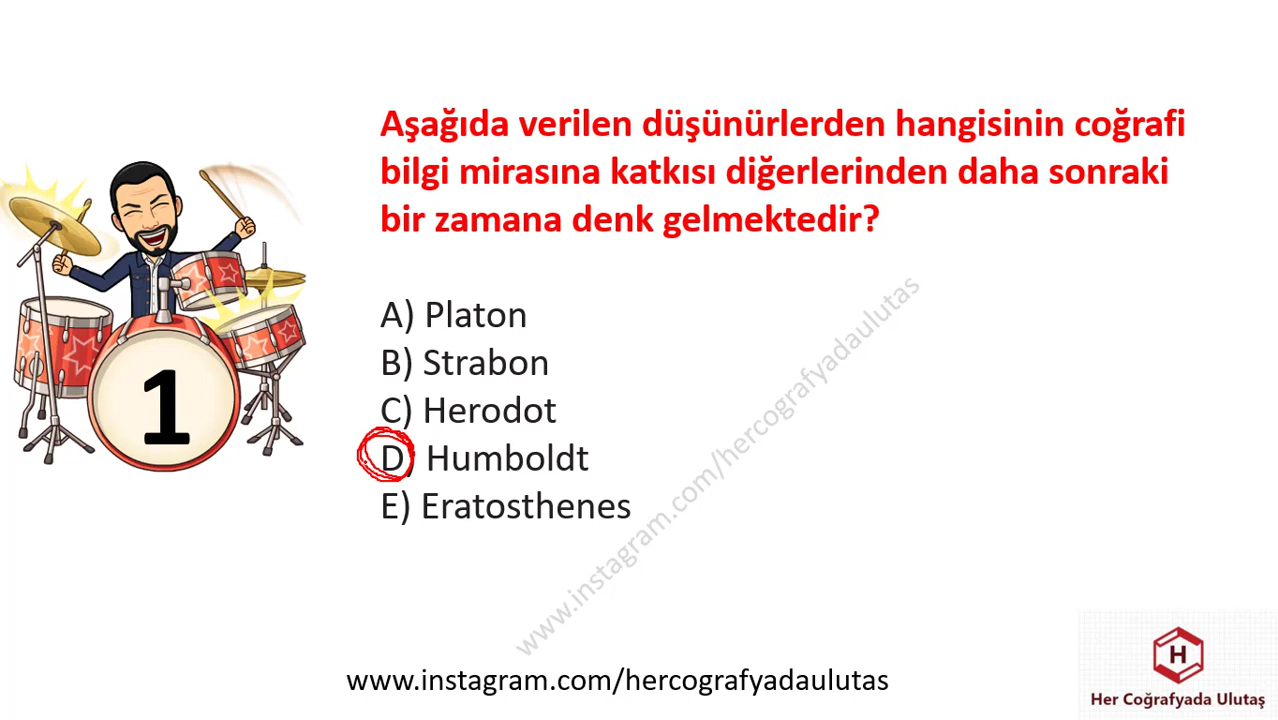 Aşağıda verilen düşünürlerden hangisinin coğrafi
bilgi mirasına katkısı diğerlerinden daha sonraki
bir zamana denk gelmektedir?
A) Platon
B) Strabon
C) Herodot
D) Humboldt
E) Eratosthenes
1
www.instagram.com/hercografyadaulutas
www.instagram.com/hercografyadaulutas
H
Her Coğrafyada Ulutaş